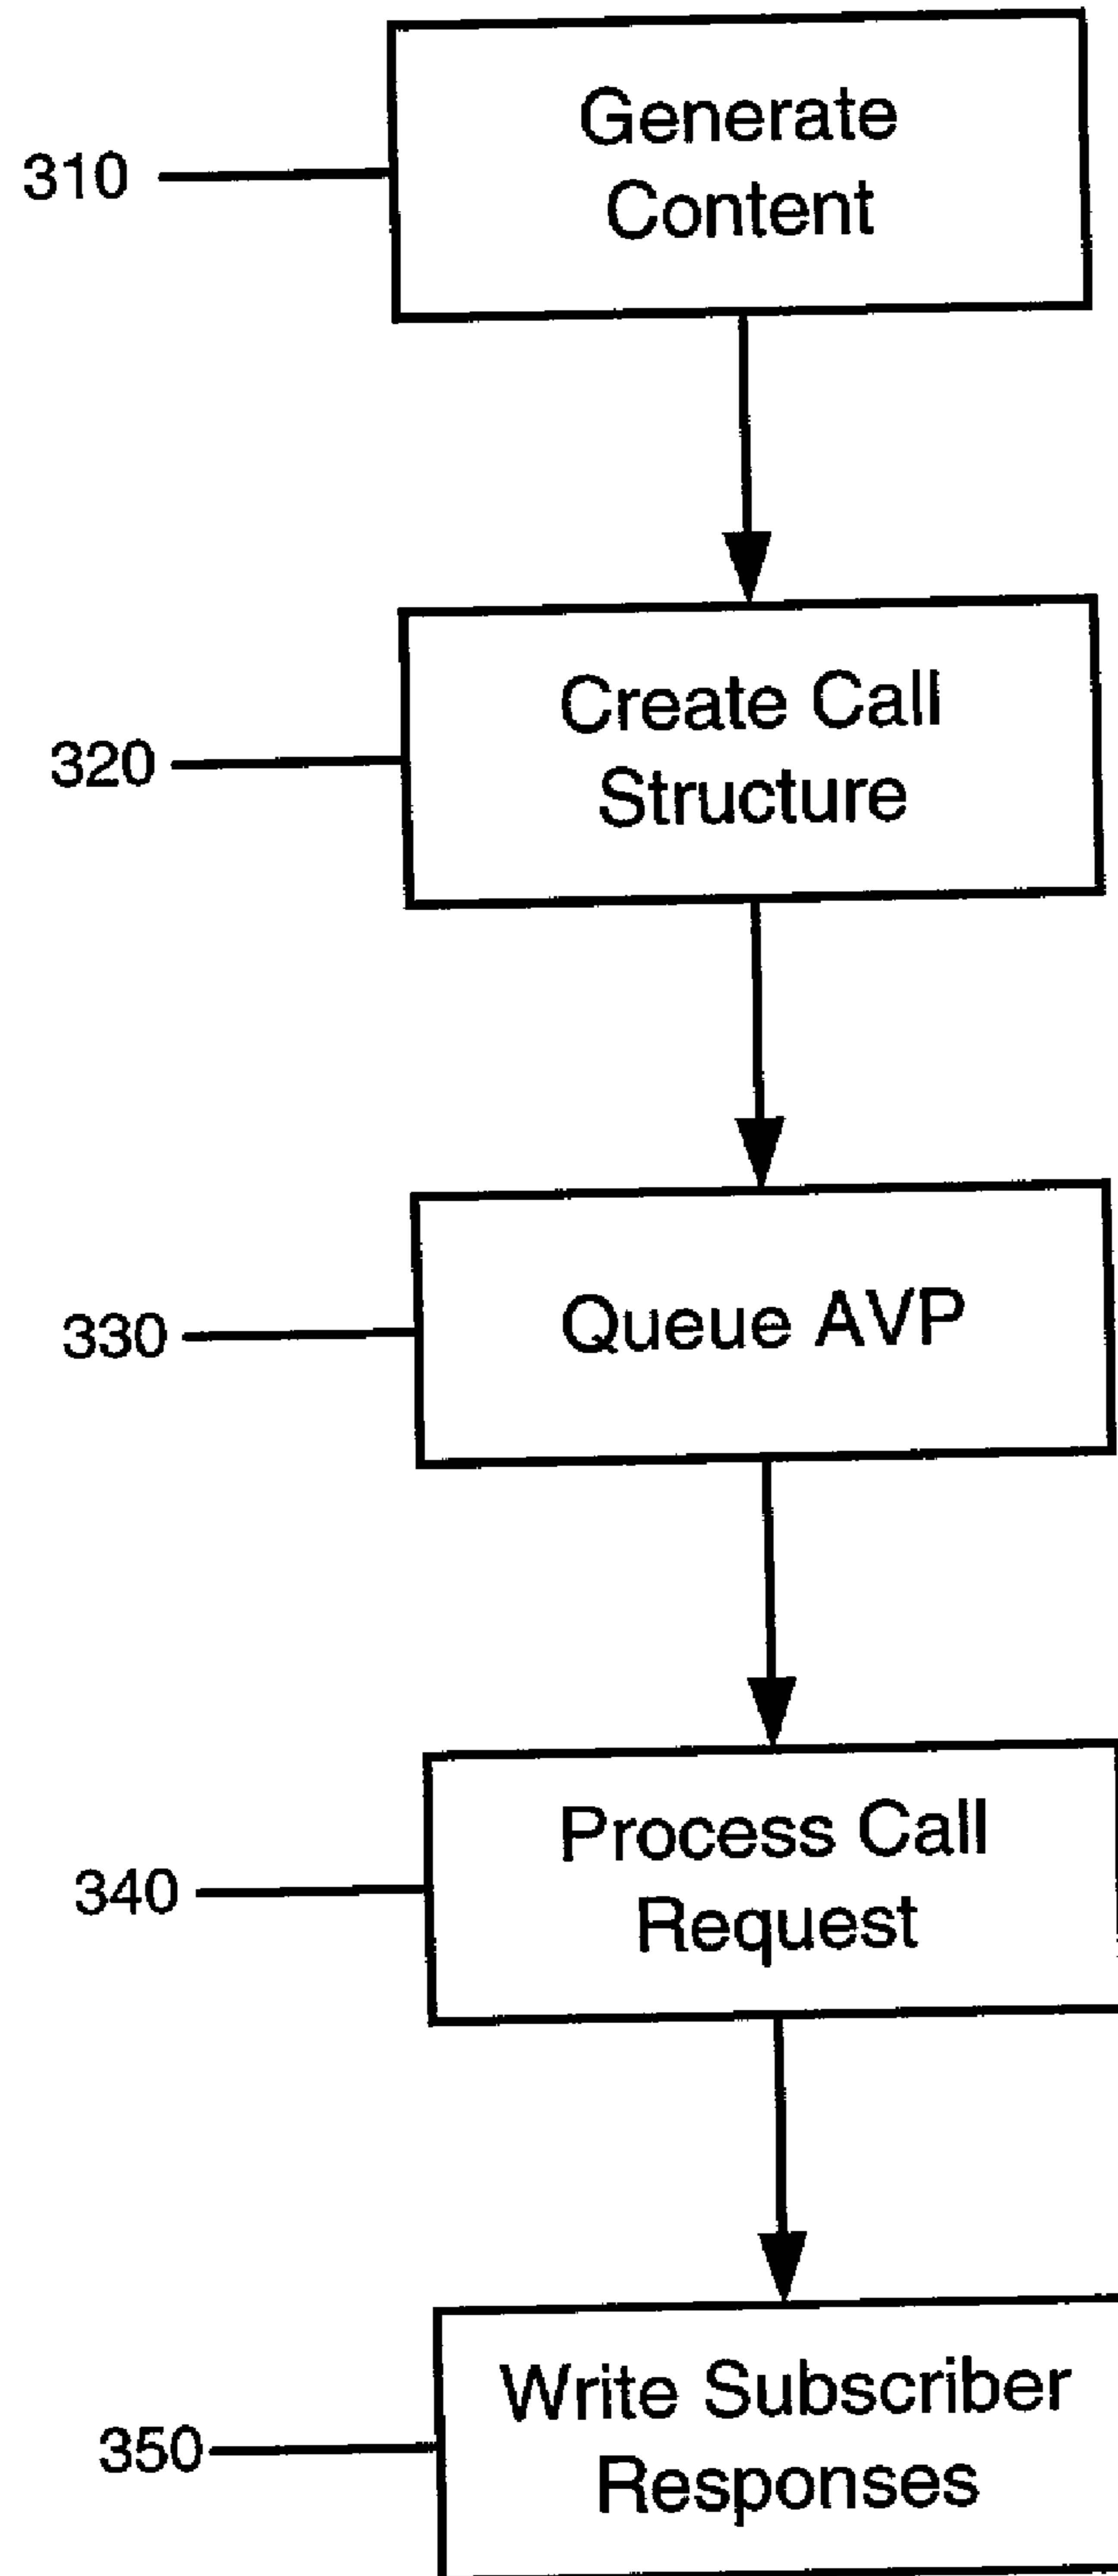 Generate
310
Content
Create Call
320
Structure
330
Queue AVP
Process Call
340
Request
Write Subscriber
350
Responses